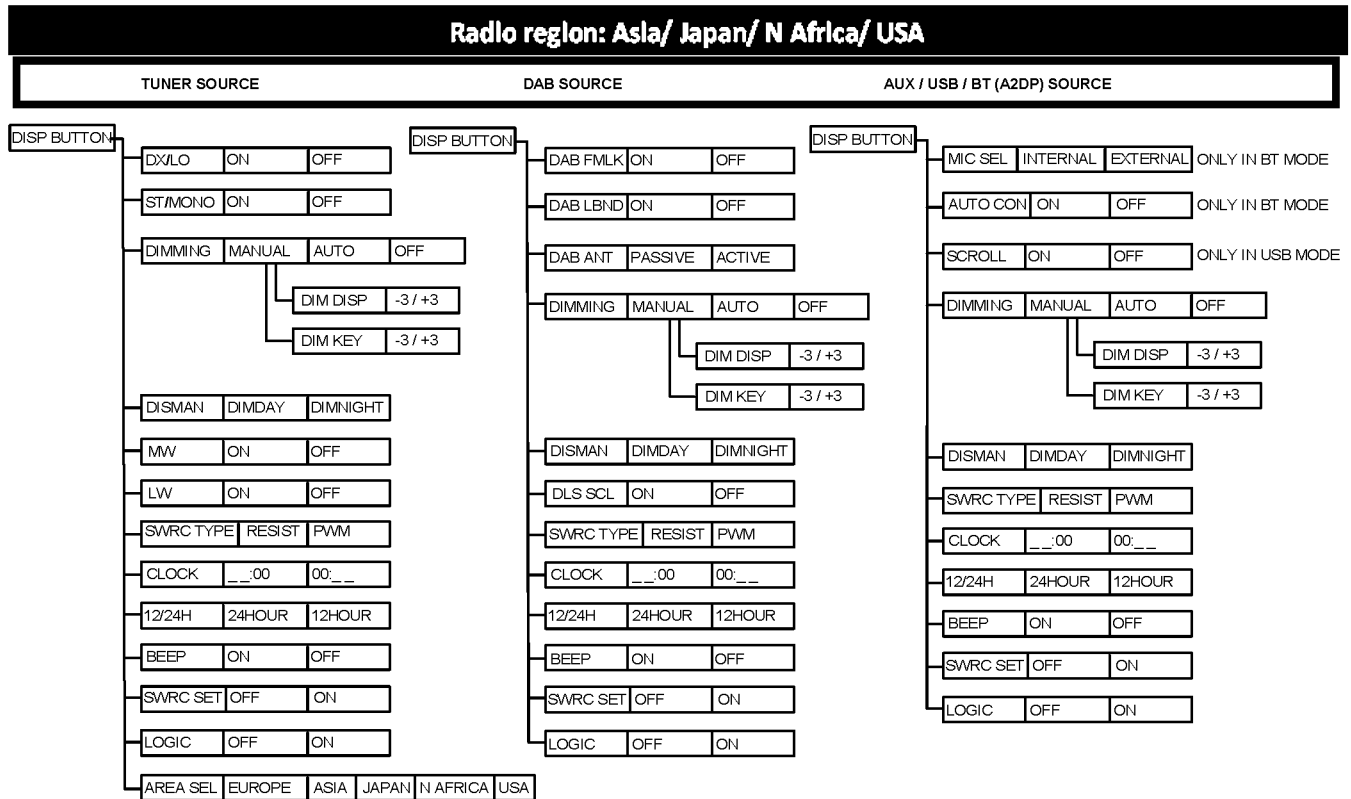 Radio region: Asia/ Japan/ N Africa/ USA
TUNER SOURCE
DAB SOURCE
AUX / USB / BT (A2DP) SOURCE
DISP BUTTON
DX/LO ON OFF
ST/MONO ON OFF
DIMMING MANUAL AUTO OFF
DIM DISP -3 / +3
DIM KEY -3 / +3
DISMAN DIMDAY DIMNIGHT
MW ON OFF
LW ON OFF
SWRC TYPE RESIST PWM
CLOCK _ _:00 00:_ _
12/24H 24HOUR 12HOUR
BEEP ON OFF
SWRC SET OFF ON
LOGIC OFF ON
AREA SEL EUROPE ASIA JAPAN N AFRICA USA
DISP BUTTON
DAB FMLK ON OFF
DAB LBND ON OFF
DAB ANT PASSIVE ACTIVE
DIMMING MANUAL AUTO OFF
DIM DISP -3 / +3
DIM KEY -3 / +3
DISMAN DIMDAY DIMNIGHT
DLS SCL ON OFF
SWRC TYPE RESIST PWM
CLOCK _ _:00 00:_ _
12/24H 24HOUR 12HOUR
BEEP ON OFF
SWRC SET OFF ON
LOGIC OFF ON
DISP BUTTON
MIC SEL INTERNAL EXTERNAL ONLY IN BT MODE
AUTO CON ON OFF ONLY IN BT MODE
SCROLL ON OFF ONLY IN USB MODE
DIMMING MANUAL AUTO OFF
DIM DISP -3 / +3
DIM KEY -3 / +3
DISMAN DIMDAY DIMNIGHT
SWRC TYPE RESIST PWM
CLOCK _ _:00 00:_ _
12/24H 24HOUR 12HOUR
BEEP ON OFF
SWRC SET OFF ON
LOGIC OFF ON